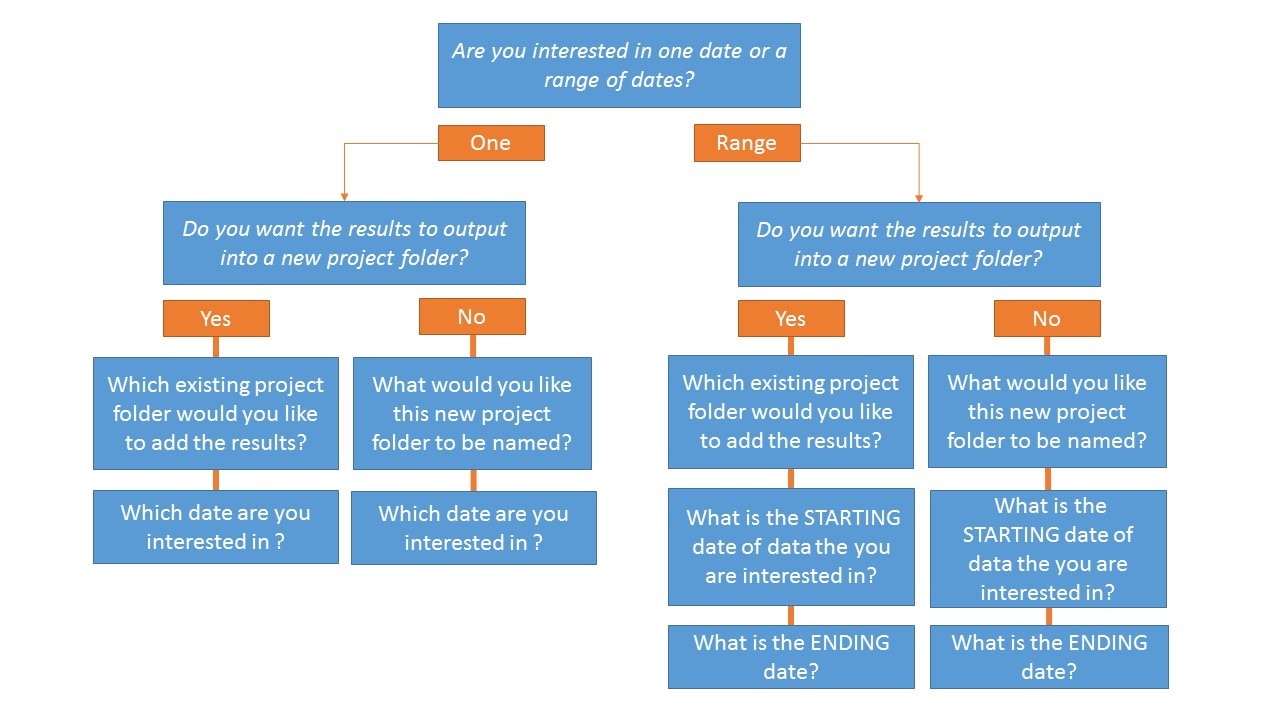 Are you interested in one date or a
range of dates?
One
Range
Do you want the results to output
into a new project folder?
Yes
No
Which existing project
folder would you like
to add the results?
What would you like
this new project
folder to be named?
Which date are you
interested in ?
Which date are you
interested in ?
Do you want the results to output
into a new project folder?
Yes
No
Which existing project
folder would you like
to add the results?
What would you like
this new project
folder to be named?
What is the STARTING
date of data the you
are interested in?
What is the
STARTING date of
data the you are
interested in?
What is the ENDING
date?
What is the ENDING
date?